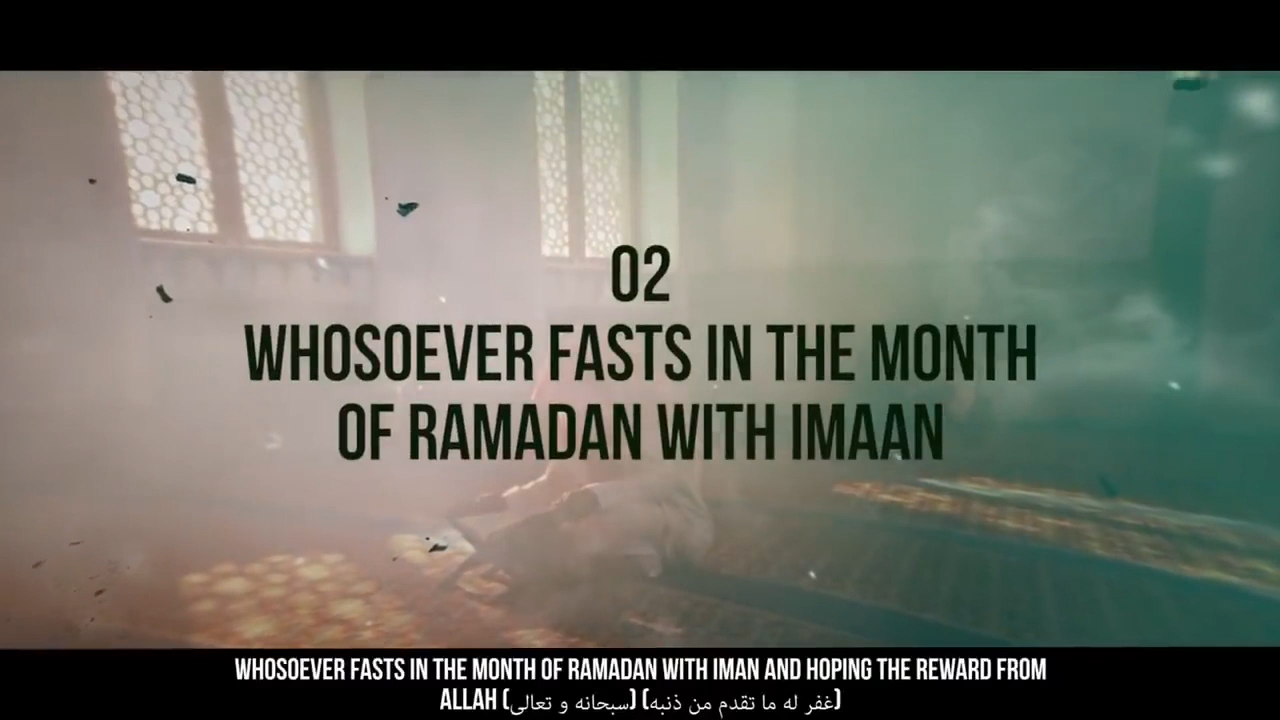 02
WHOSOEVER FASTS IN THE MONTH
OF RAMADAN WITH IMAAN
WHOSOEVER FASTS IN THE MONTH OF RAMADAN WITH IMAN AND HOPING THE REWARD FROM
ALLAH (سبحانه و تعالى) (غفر له ما تقدم من ذنبه)